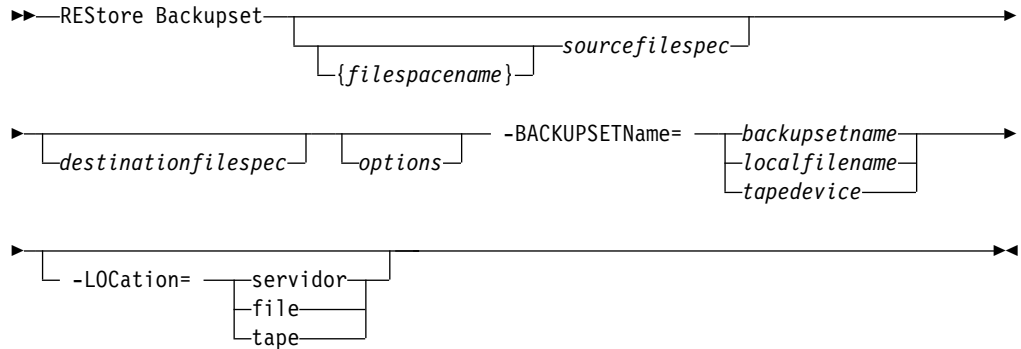 REStore Backupset
sourcefilespec
{filespacename}
-BACKUPSETName= backupsetname
destinationfilespec options localfilename
tapedevice
-LOCation= servidor
file
tape